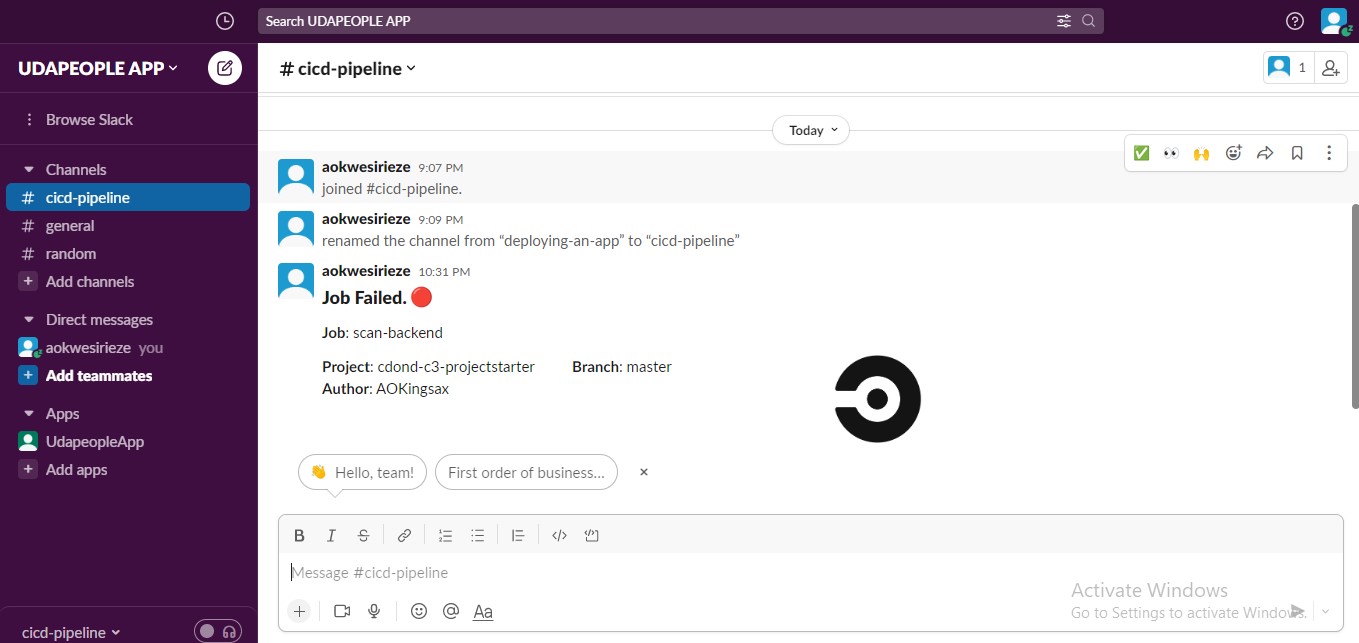 Search UDAPEOPLE APP
UDAPEOPLE APP
Browse Slack
Channels
# cicd-pipeline
# general
# random
+ Add channels
Direct messages
aokwesirieze you
+ Add teammates
Apps
UdapeopleApp
+ Add apps
cicd-pipeline
# cicd-pipeline
1
Today
aokwesirieze 9:07 PM
joined #cicd-pipeline.
aokwesirieze 9:09 PM
renamed the channel from “deploying-an-app” to “cicd-pipeline”
aokwesirieze 10:31 PM
Job Failed. 🔴
Job: scan-backend
Project: cdond-c3-projectstarter Branch: master
Author: AOKingsax
👋 Hello, team! First order of business... ×
B I S
Message #cicd-pipeline
+ @ Aa
Activate Windows
Go to Settings to activate Windows.